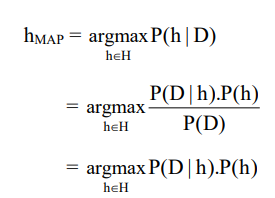 hMAP = argmax P(h | D)
h∈H
= argmax P(D | h).P(h) / P(D)
h∈H
= argmax P(D | h).P(h)
h∈H